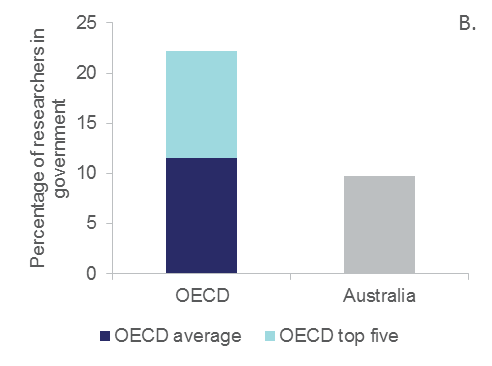 B.
Percentage of researchers in
government
25
20
15
10
5
0
OECD
Australia
OECD average
OECD top five